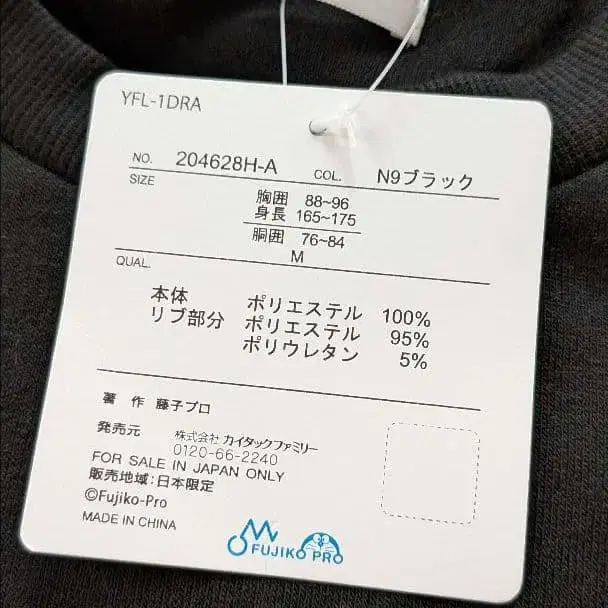 YFL-1DRA
NO. 204628H-A COL. N9ブラック
SIZE
胸囲 88~96
身長 165~175
胴囲 76~84
M
QUAL.
本体 ポリエステル 100%
リブ部分 ポリエステル 95%
ポリウレタン 5%
著 作 藤子プロ
発売元 株式会社 カイタックファミリー
0120-66-2240
FOR SALE IN JAPAN ONLY
販売地域:日本限定
©Fujiko-Pro
MADE IN CHINA
FUJIKO PRO